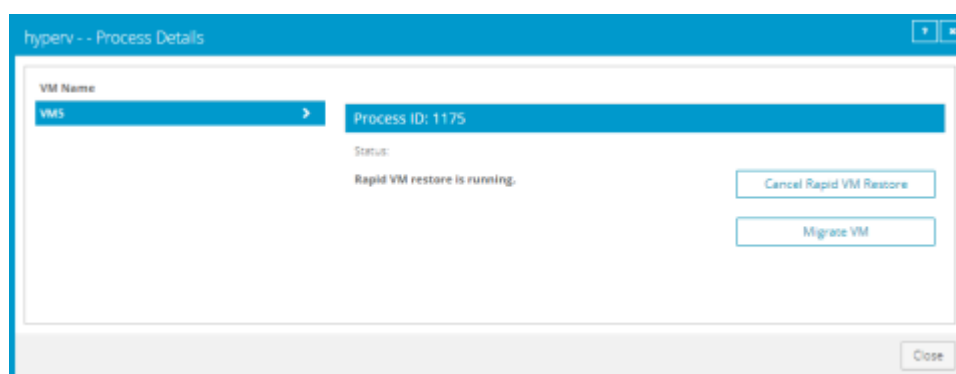 hyperv - - Process Details
VM Name
VM5
Process ID: 1175
Status:
Rapid VM restore is running.
Cancel Rapid VM Restore
Migrate VM
Close